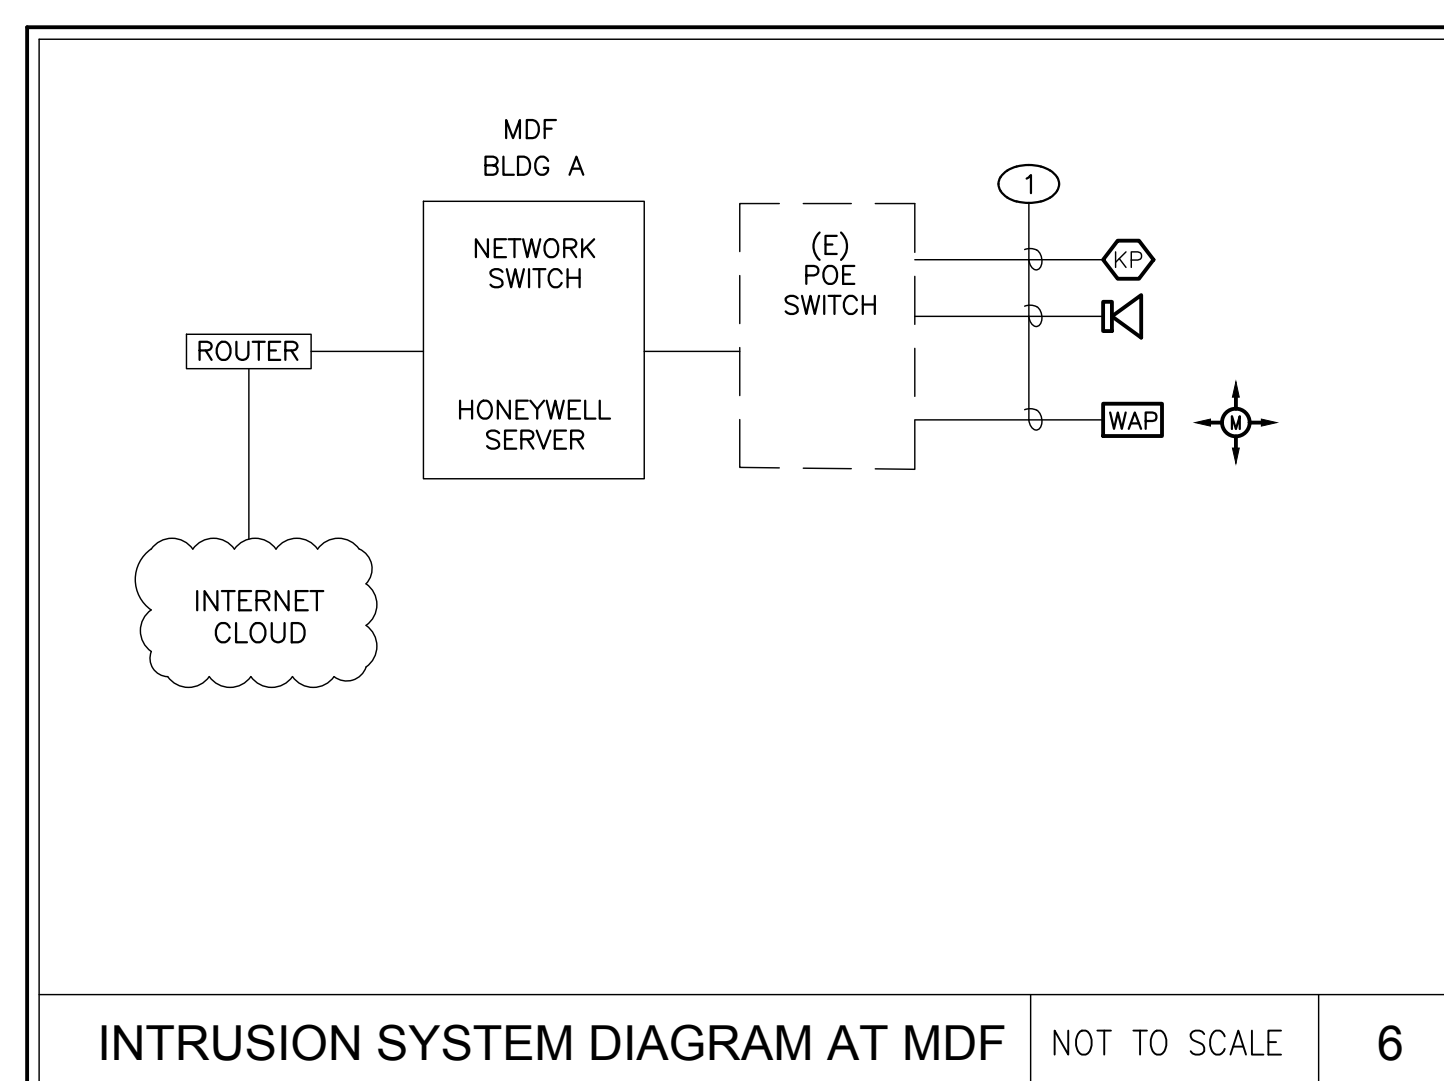 MDF
BLDG A
1
NETWORK
SWITCH
(E)
POE
SWITCH
KP
ROUTER
HONEYWELL
SERVER
WAP
M
INTERNET
CLOUD
INTRUSION SYSTEM DIAGRAM AT MDF
NOT TO SCALE
6